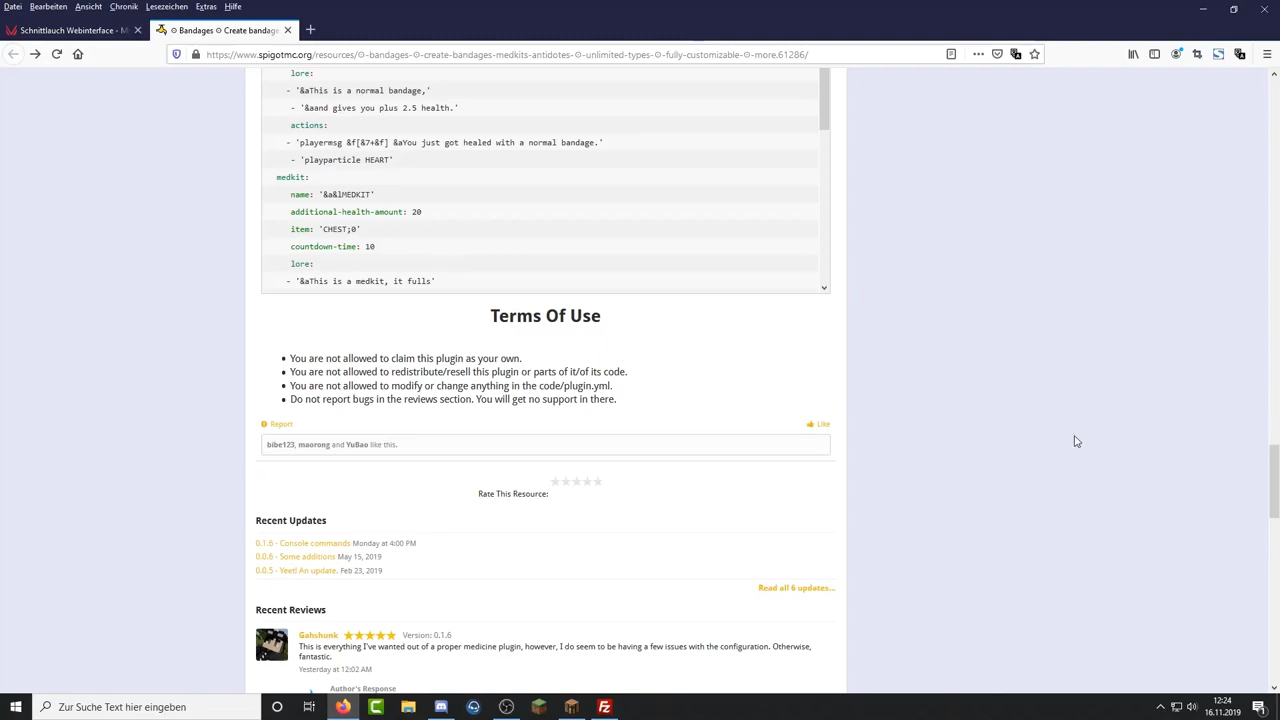 Datei Bearbeiten Ansicht Chronik Lesezeichen Extras Hilfe
Schnittlauch Webinterface - M
Bandages Create bandage
https://www.spigotmc.org/resources/⊙-bandages-⊙-create-bandages-medkits-antidotes-⊙-unlimited-types-⊙-fully-customizable-⊙-more.61286/
lore:
- '&aThis is a normal bandage,'
- '&aand gives you plus 2.5 health.'
actions:
- 'playermsg &f[&7+&f] &aYou just got healed with a normal bandage.'
- 'playparticle HEART'
medkit:
name: '&a&lMEDKIT'
additional-health-amount: 20
item: 'CHEST;0'
countdown-time: 10
lore:
- '&aThis is a medkit, it fulls'
Terms Of Use
• You are not allowed to claim this plugin as your own.
• You are not allowed to redistribute/resell this plugin or parts of it/of its code.
• You are not allowed to modify or change anything in the code/plugin.yml.
• Do not report bugs in the reviews section. You will get no support in there.
Report Like
bibe123, maorong and YuBao like this.
Rate This Resource:
Recent Updates
0.1.6 - Console commands Monday at 4:00 PM
0.0.6 - Some additions May 15, 2019
0.0.5 - Yeet! An update. Feb 23, 2019
Read all 6 updates...
Recent Reviews
Gahshunk Version: 0.1.6
This is everything I've wanted out of a proper medicine plugin, however, I do seem to be having a few issues with the configuration. Otherwise,
fantastic.
Yesterday at 12:02 AM
Author's Response
Zur Suche Text hier eingeben
12:24
16.11.2019